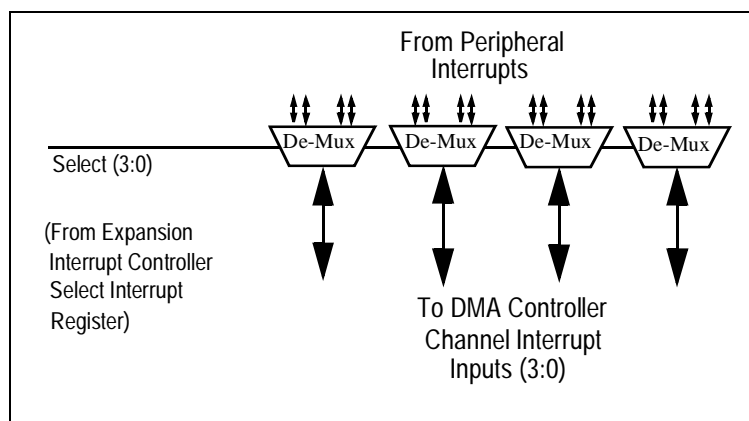 From Peripheral
Interrupts
De-Mux De-Mux De-Mux De-Mux
Select (3:0)
(From Expansion
Interrupt Controller
Select Interrupt
Register)
To DMA Controller
Channel Interrupt
Inputs (3:0)